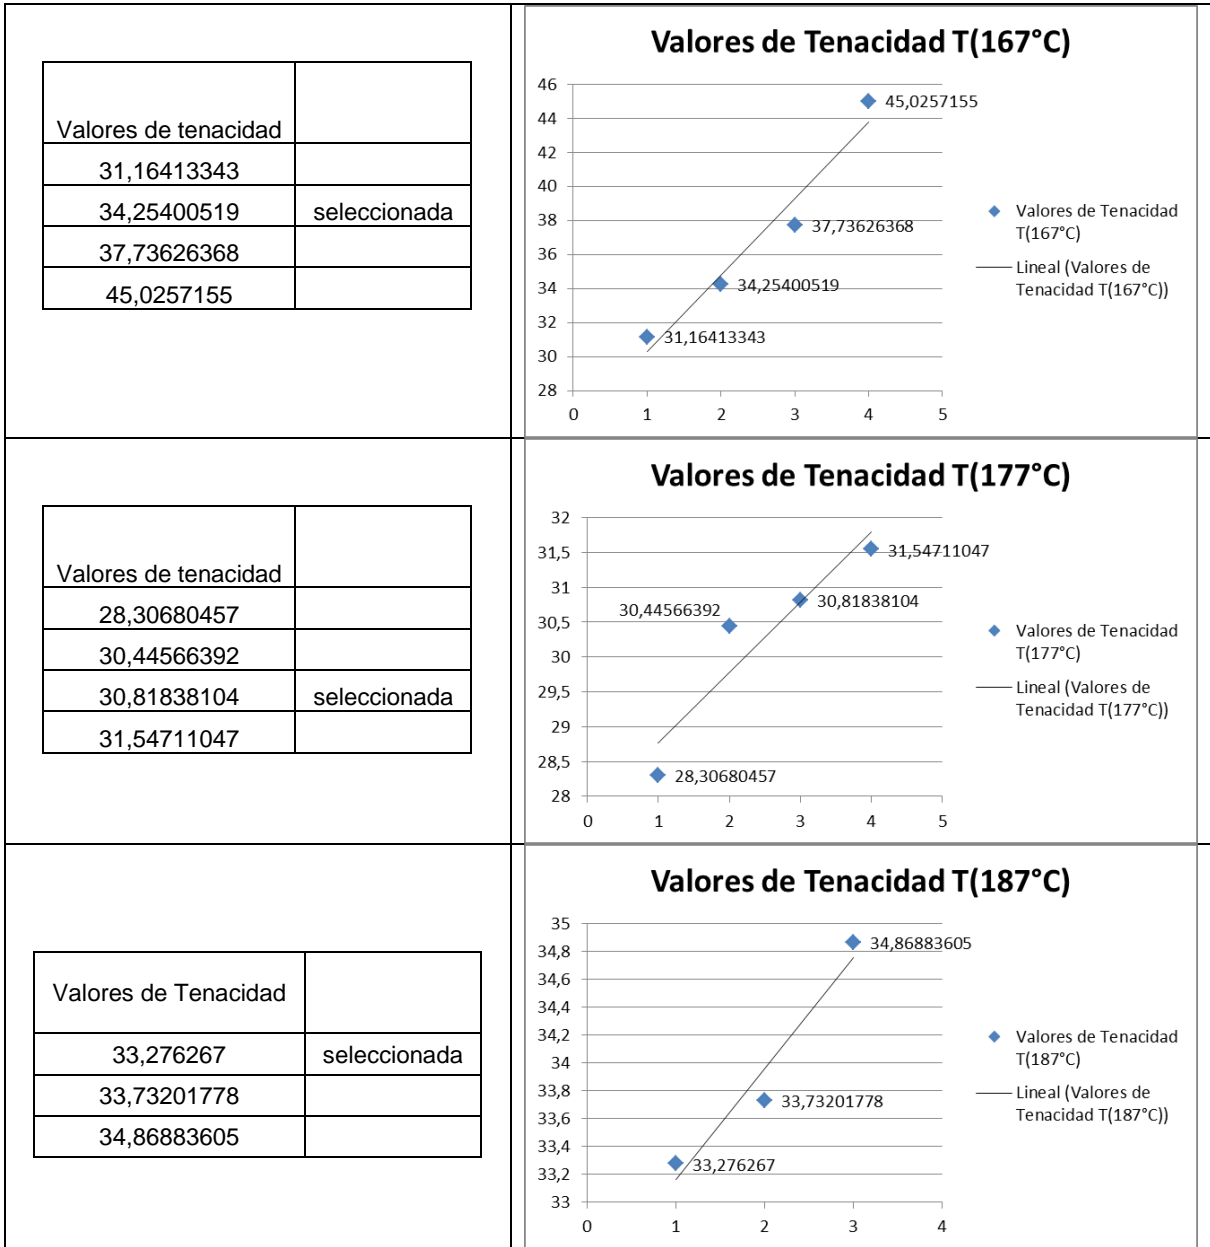 Valores de tenacidad
31,16413343
34,25400519 seleccionada
37,73626368
45,0257155
Valores de Tenacidad T(167°C)
46
44
42
40
38
36
34
32
30
28
0 1 2 3 4 5
45,0257155
37,73626368
34,25400519
31,16413343
Valores de Tenacidad
T(167°C)
Lineal (Valores de
Tenacidad T(167°C))
Valores de tenacidad
28,30680457
30,44566392
30,81838104 seleccionada
31,54711047
Valores de Tenacidad T(177°C)
32
31,5
31
30,5
30
29,5
29
28,5
28
0 1 2 3 4 5
31,54711047
30,81838104
30,44566392
28,30680457
Valores de Tenacidad
T(177°C)
Lineal (Valores de
Tenacidad T(177°C))
Valores de Tenacidad
33,276267 seleccionada
33,73201778
34,86883605
Valores de Tenacidad T(187°C)
35
34,8
34,6
34,4
34,2
34
33,8
33,6
33,4
33,2
33
0 1 2 3 4
34,86883605
33,73201778
33,276267
Valores de Tenacidad
T(187°C)
Lineal (Valores de
Tenacidad T(187°C))